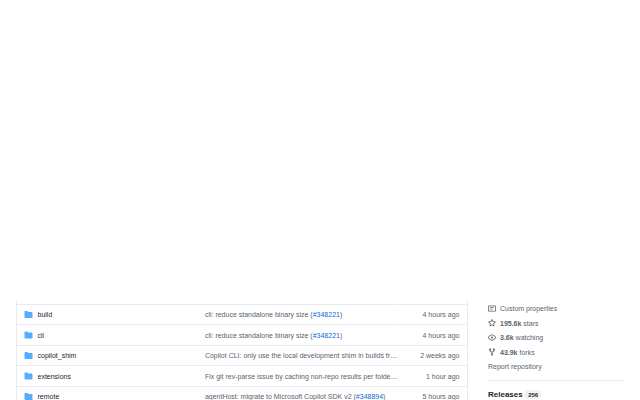 build cli: reduce standalone binary size (#348221) 4 hours ago
cli cli: reduce standalone binary size (#348221) 4 hours ago
copilot_shim Copilot CLI: only use the local development shim in builds fr... 2 weeks ago
extensions Fix git rev-parse issue by caching non-repo results per folde... 1 hour ago
remote agentHost: migrate to Microsoft Copilot SDK v2 (#348894) 5 hours ago
Custom properties
195.6k stars
3.6k watching
43.9k forks
Report repository
Releases 256